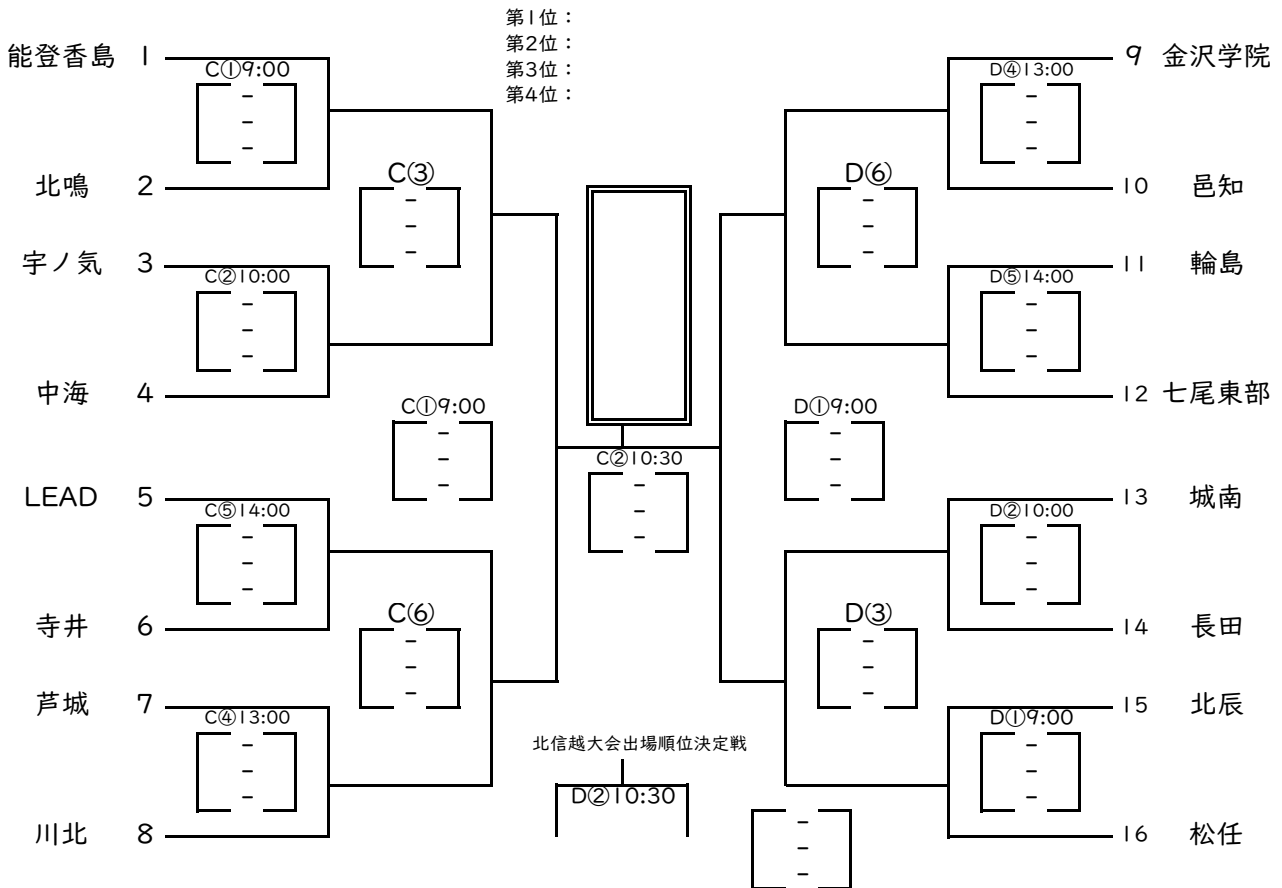 第1位：
第2位：
第3位：
第4位：
能登香島 1
C①9:00
-
-
-
北鳴 2
C③
-
-
-
宇ノ気 3
C②10:00
-
-
-
中海 4
C①9:00
-
-
-
LEAD 5
C⑤14:00
-
-
-
寺井 6
C⑥
-
-
-
芦城 7
C④13:00
-
-
-
川北 8
C②10:30
-
-
-
北信越大会出場順位決定戦
D②10:30
-
-
-
9 金沢学院
D④13:00
-
-
-
10 邑知
D⑥
-
-
-
11 輪島
D⑤14:00
-
-
-
12 七尾東部
D①9:00
-
-
-
13 城南
D②10:00
-
-
-
14 長田
D③
-
-
-
15 北辰
D①9:00
-
-
-
16 松任